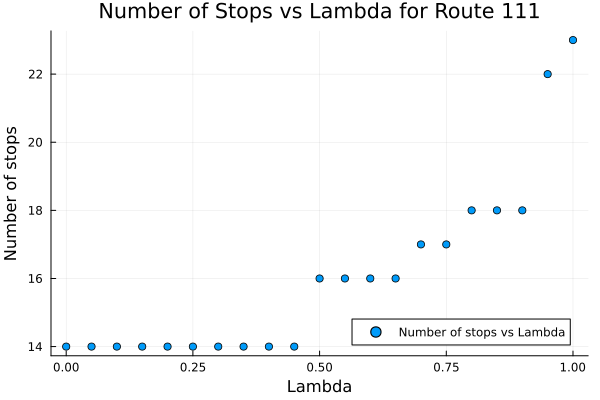 Number of Stops vs Lambda for Route 111
Number of stops
22
20
18
16
14
Number of stops vs Lambda
0.00 0.25 0.50 0.75 1.00
Lambda